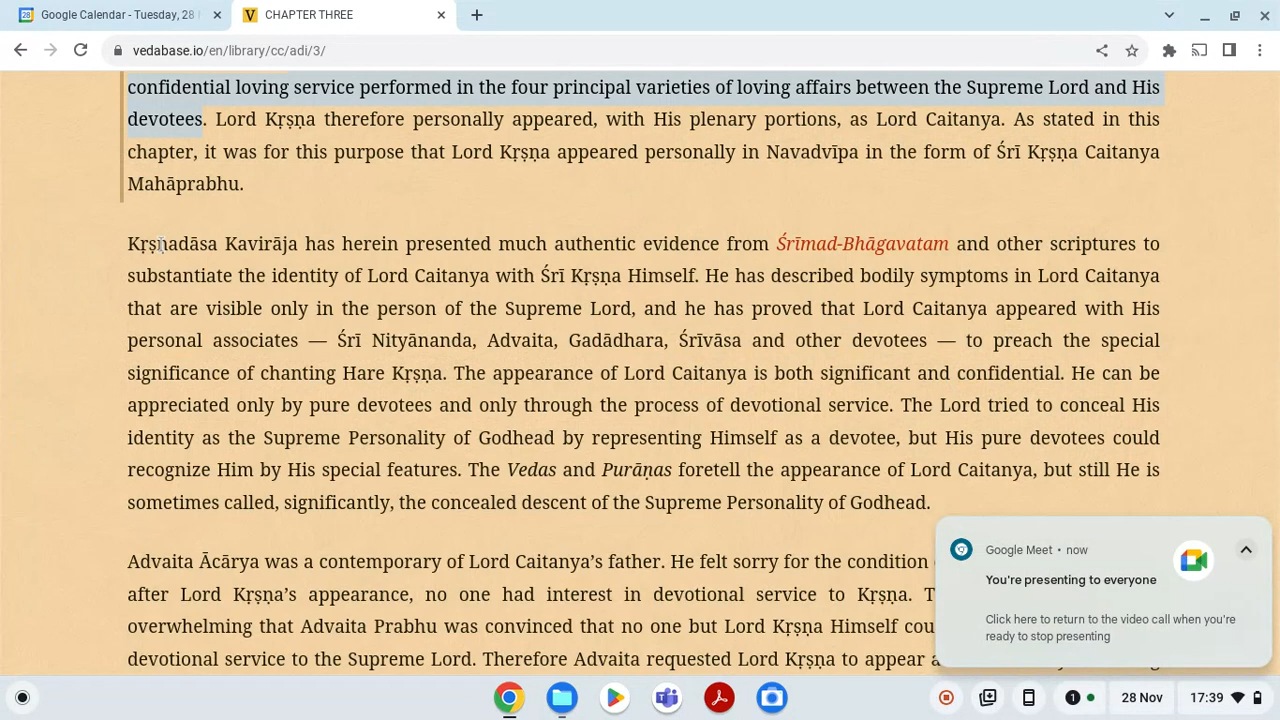 Google Calendar - Tuesday, 28
CHAPTER THREE
vedabase.io/en/library/cc/adi/3/
confidential loving service performed in the four principal varieties of loving affairs between the Supreme Lord and His
devotees. Lord Kṛṣṇa therefore personally appeared, with His plenary portions, as Lord Caitanya. As stated in this
chapter, it was for this purpose that Lord Kṛṣṇa appeared personally in Navadvīpa in the form of Śrī Kṛṣṇa Caitanya
Mahāprabhu.
Kṛṣṇadāsa Kavirāja has herein presented much authentic evidence from Śrīmad-Bhāgavatam and other scriptures to
substantiate the identity of Lord Caitanya with Śrī Kṛṣṇa Himself. He has described bodily symptoms in Lord Caitanya
that are visible only in the person of the Supreme Lord, and he has proved that Lord Caitanya appeared with His
personal associates — Śrī Nityānanda, Advaita, Gadādhara, Śrīvāsa and other devotees — to preach the special
significance of chanting Hare Kṛṣṇa. The appearance of Lord Caitanya is both significant and confidential. He can be
appreciated only by pure devotees and only through the process of devotional service. The Lord tried to conceal His
identity as the Supreme Personality of Godhead by representing Himself as a devotee, but His pure devotees could
recognize Him by His special features. The Vedas and Purāṇas foretell the appearance of Lord Caitanya, but still He is
sometimes called, significantly, the concealed descent of the Supreme Personality of Godhead.
Advaita Ācārya was a contemporary of Lord Caitanya's father. He felt sorry for the condition
after Lord Kṛṣṇa's appearance, no one had interest in devotional service to Kṛṣṇa.
overwhelming that Advaita Prabhu was convinced that no one but Lord Kṛṣṇa Himself
devotional service to the Supreme Lord. Therefore Advaita requested Lord Kṛṣṇa to appear
Google Meet • now
You're presenting to everyone
Click here to return to the video call when you're
ready to stop presenting
1
28 Nov
17:39